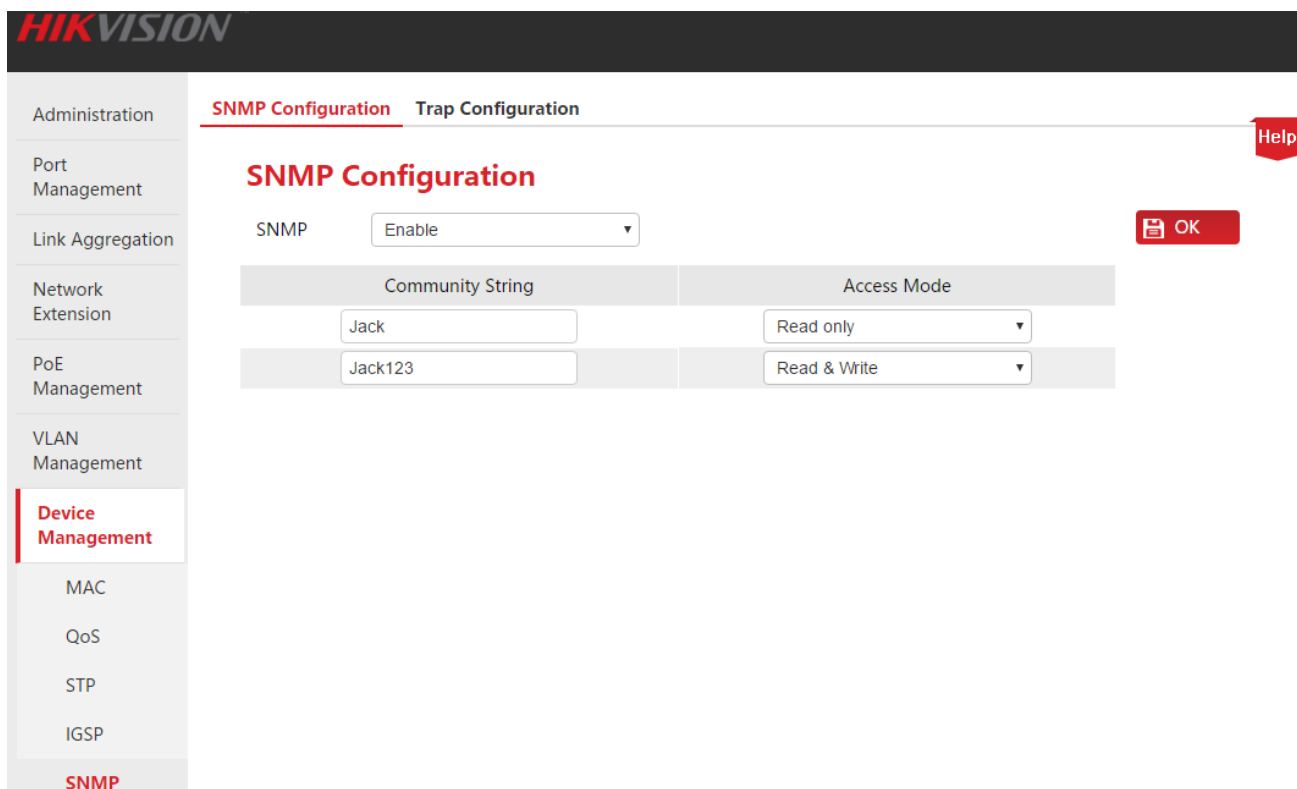 HIKVISION
Administration
Port
Management
Link Aggregation
Network
Extension
PoE
Management
VLAN
Management
Device
Management
MAC
QoS
STP
IGSP
SNMP
SNMP Configuration Trap Configuration
Help
SNMP Configuration
SNMP Enable OK
Community String Access Mode
Jack Read only
Jack123 Read & Write